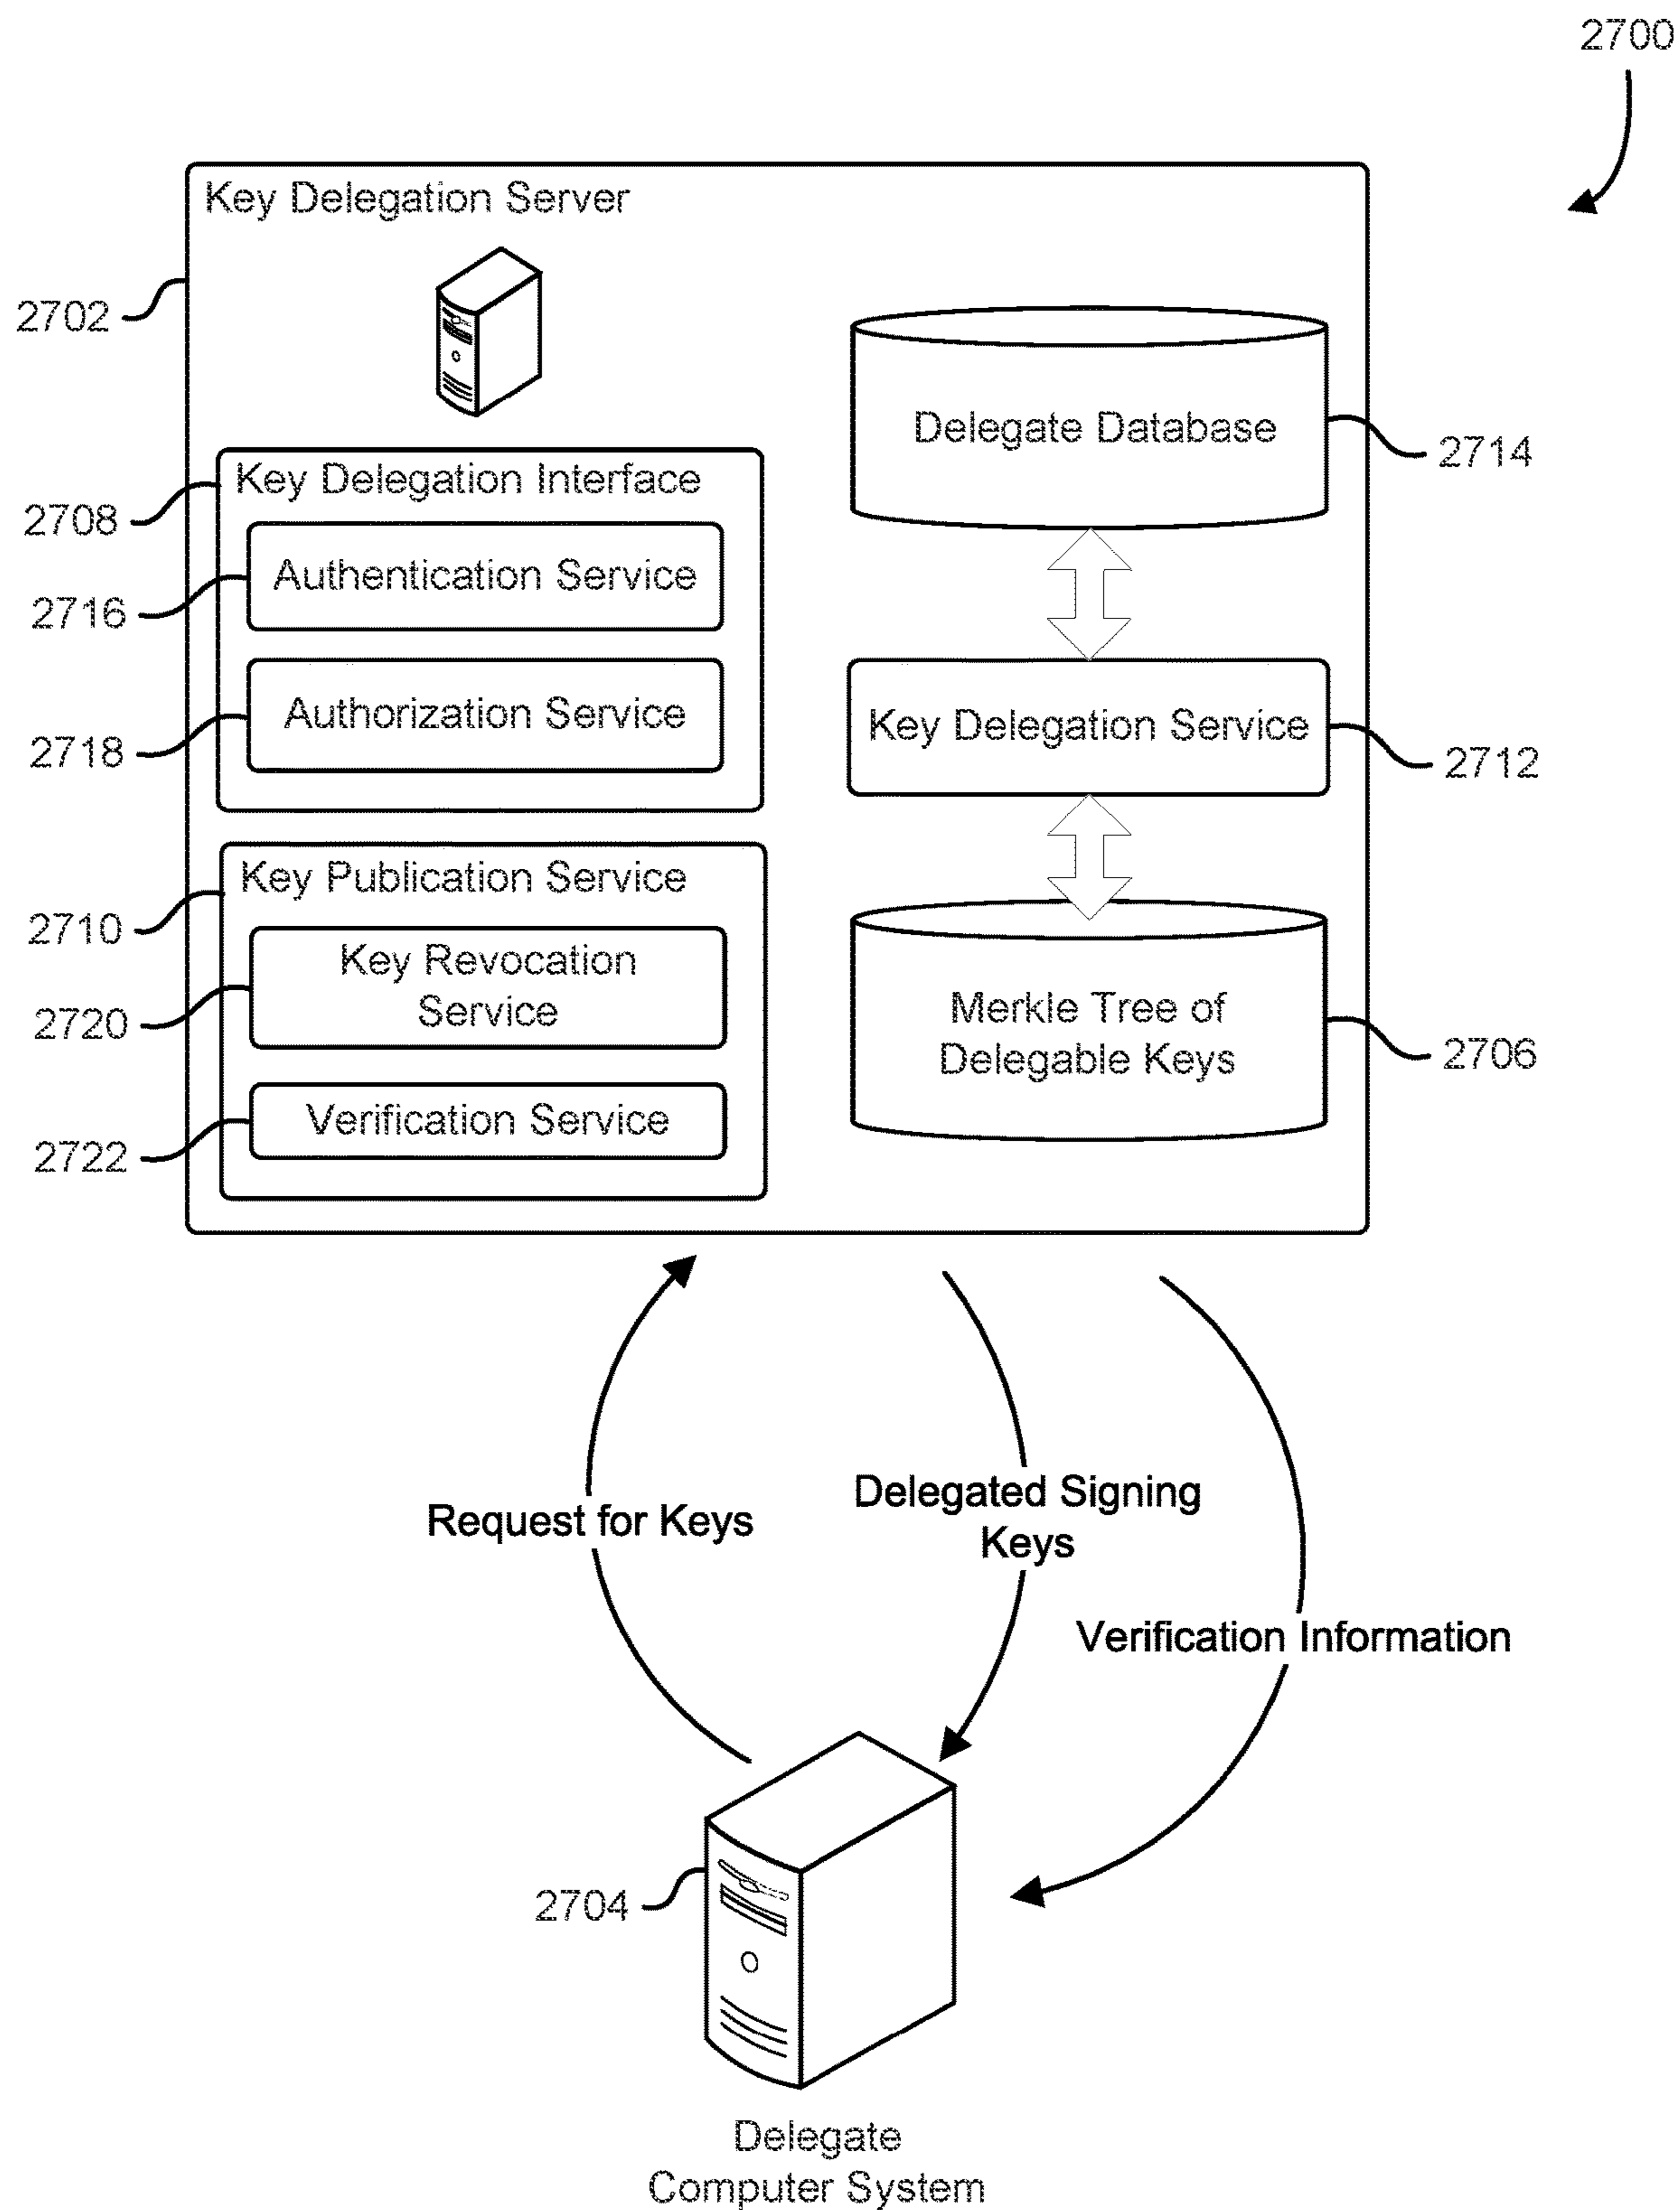 2700
Key Delegation Server
2702
Delegate Database
2714
Key Delegation Interface
2708
Authentication Service
2716
Authorization Service
2718
Key Delegation Service
2712
Key Publication Service
2710
Key Revocation
Service
2720
Verification Service
2722
Merkle Tree of
Delegable Keys
2706
Request for Keys
Delegated Signing
Keys
Verification Information
2704
Delegate
Computer System